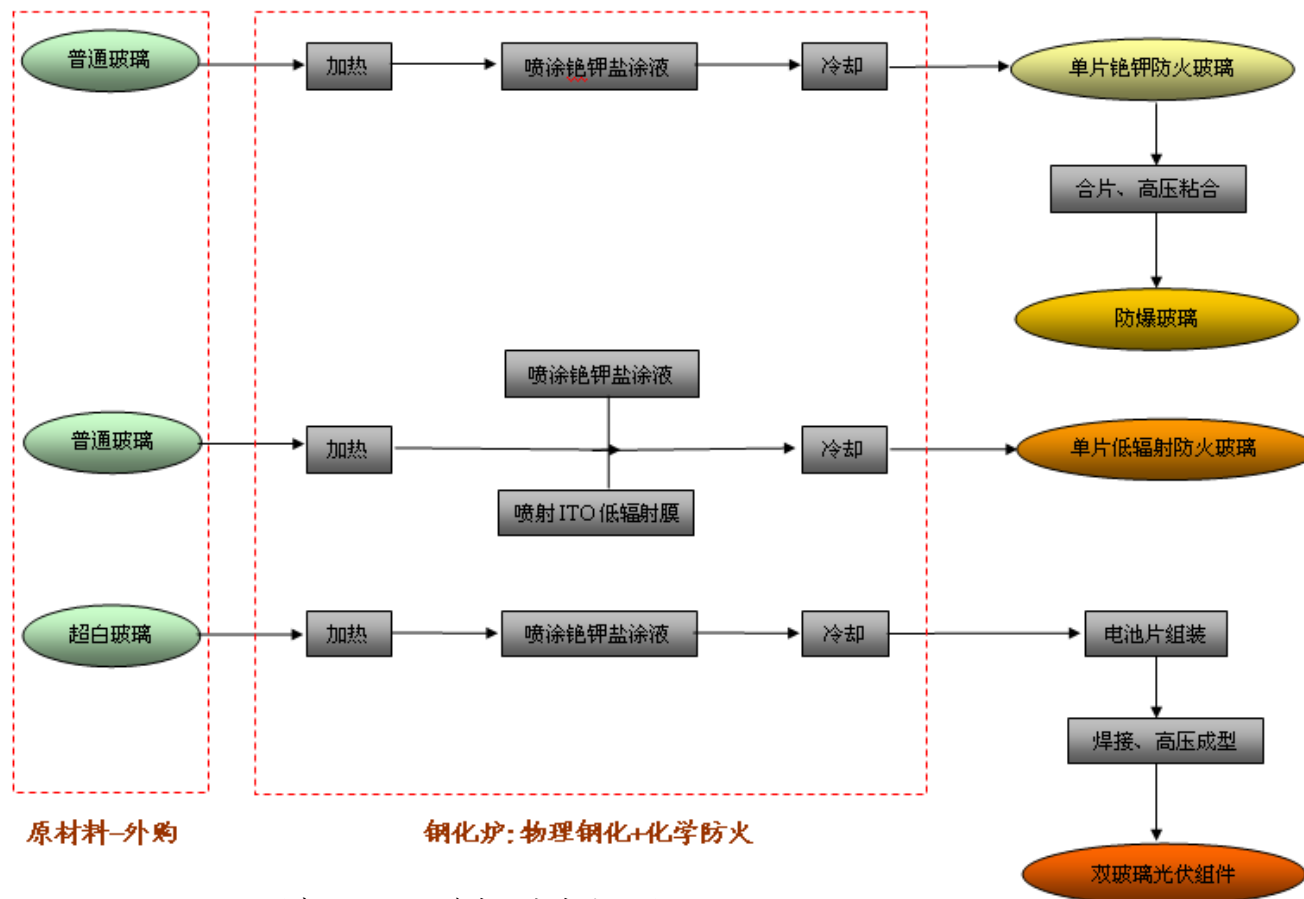 普通玻璃
加热
喷涂铯钾盐涂液
冷却
单片铯钾防火玻璃
合片、高压粘合
防爆玻璃
喷涂铯钾盐涂液
普通玻璃
加热
冷却
单片低辐射防火玻璃
喷射ITO低辐射膜
超白玻璃
加热
喷涂铯钾盐涂液
冷却
电池片组装
焊接、高压成型
原材料-外购
钢化炉:物理钢化+化学防火
双玻璃光伏组件